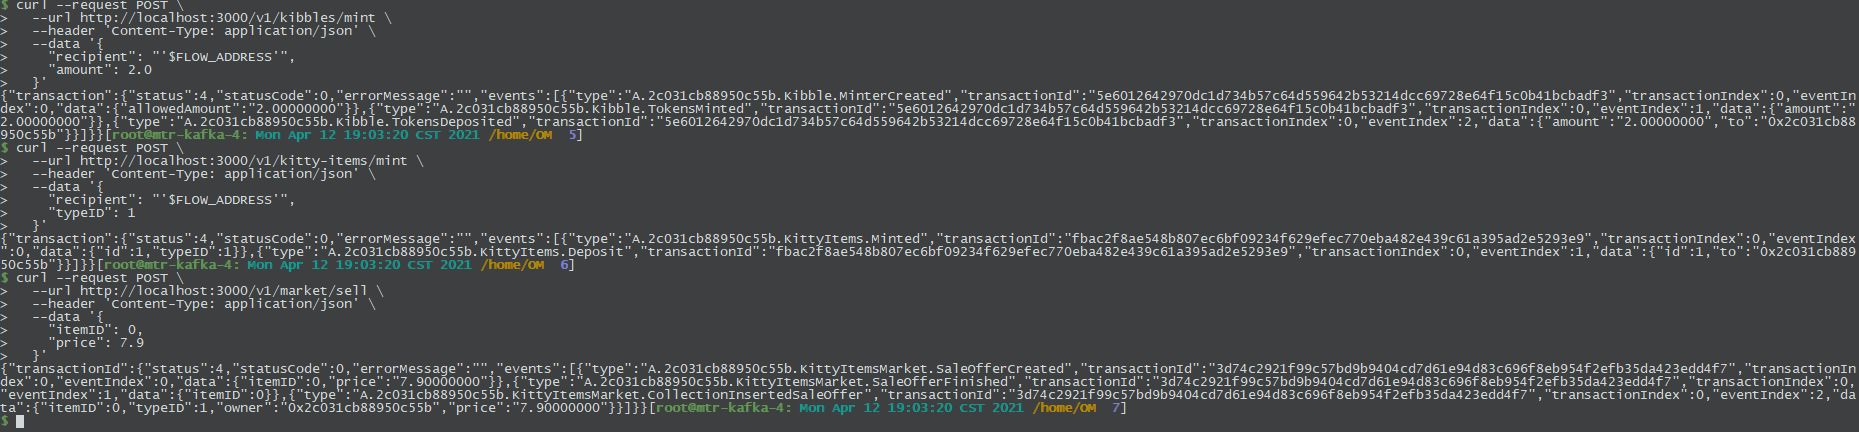 $ curl --request POST \
>   --url http://localhost:3000/v1/kibbles/mint \
>   --header 'Content-Type: application/json' \
>   --data '{
>     "recipient": "'$FLOW_ADDRESS'",
>     "amount": 2.0
>   }'
{"transaction":{"status":4,"statusCode":0,"errorMessage":"","events":[{"type":"A.2c031cb88950c55b.Kibble.MinterCreated","transactionId":"5e6012642970dc1d734b57c64d559642b53214dcc69728e64f15c0b41bcbadf3","transactionIndex":0,"eventIn
dex":0,"data":{"allowedAmount":"2.00000000"}},{"type":"A.2c031cb88950c55b.Kibble.TokensMinted","transactionId":"5e6012642970dc1d734b57c64d559642b53214dcc69728e64f15c0b41bcbadf3","transactionIndex":0,"eventIndex":1,"data":{"amount":"
2.00000000"}},{"type":"A.2c031cb88950c55b.Kibble.TokensDeposited","transactionId":"5e6012642970dc1d734b57c64d559642b53214dcc69728e64f15c0b41bcbadf3","transactionIndex":0,"eventIndex":2,"data":{"amount":"2.00000000","to":"0x2c031cb88
950c55b"}}]}}[root@mtr-kafka-4: Mon Apr 12 19:03:20 CST 2021 /home/OM  5]
$ curl --request POST \
>   --url http://localhost:3000/v1/kitty-items/mint \
>   --header 'Content-Type: application/json' \
>   --data '{
>     "recipient": "'$FLOW_ADDRESS'",
>     "typeID": 1
>   }'
{"transaction":{"status":4,"statusCode":0,"errorMessage":"","events":[{"type":"A.2c031cb88950c55b.KittyItems.Minted","transactionId":"fbac2f8ae548b807ec6bf09234f629efec770eba482e439c61a395ad2e5293e9","transactionIndex":0,"eventIndex
":0,"data":{"id":1,"typeID":1}},{"type":"A.2c031cb88950c55b.KittyItems.Deposit","transactionId":"fbac2f8ae548b807ec6bf09234f629efec770eba482e439c61a395ad2e5293e9","transactionIndex":0,"eventIndex":1,"data":{"id":1,"to":"0x2c031cb889
50c55b"}}]}}[root@mtr-kafka-4: Mon Apr 12 19:03:20 CST 2021 /home/OM  6]
$ curl --request POST \
>   --url http://localhost:3000/v1/market/sell \
>   --header 'Content-Type: application/json' \
>   --data '{
>     "itemID": 0,
>     "price": 7.9
>   }'
{"transactionId":{"status":4,"statusCode":0,"errorMessage":"","events":[{"type":"A.2c031cb88950c55b.KittyItemsMarket.SaleOfferCreated","transactionId":"3d74c2921f99c57bd9b9404cd7d61e94d83c696f8eb954f2efb35da423edd4f7","transactionIn
dex":0,"eventIndex":0,"data":{"itemID":0,"price":"7.90000000"}},{"type":"A.2c031cb88950c55b.KittyItemsMarket.SaleOfferFinished","transactionId":"3d74c2921f99c57bd9b9404cd7d61e94d83c696f8eb954f2efb35da423edd4f7","transactionIndex":0,
"eventIndex":1,"data":{"itemID":0}},{"type":"A.2c031cb88950c55b.KittyItemsMarket.CollectionInsertedSaleOffer","transactionId":"3d74c2921f99c57bd9b9404cd7d61e94d83c696f8eb954f2efb35da423edd4f7","transactionIndex":0,"eventIndex":2,"da
ta":{"itemID":0,"typeID":1,"owner":"0x2c031cb88950c55b","price":"7.90000000"}}]}}[root@mtr-kafka-4: Mon Apr 12 19:03:20 CST 2021 /home/OM  7]
$